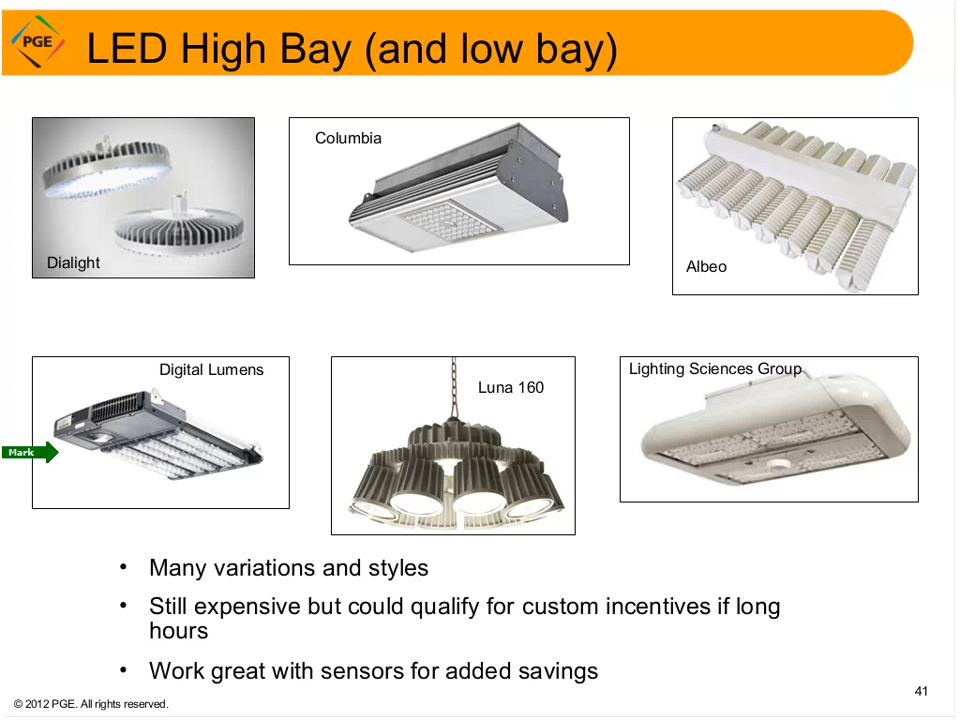 PGE
LED High Bay (and low bay)
Columbia
Dialight
Albeo
Digital Lumens
Luna 160
Lighting Sciences Group
Mark
• Many variations and styles
• Still expensive but could qualify for custom incentives if long
hours
• Work great with sensors for added savings
41
© 2012 PGE. All rights reserved.